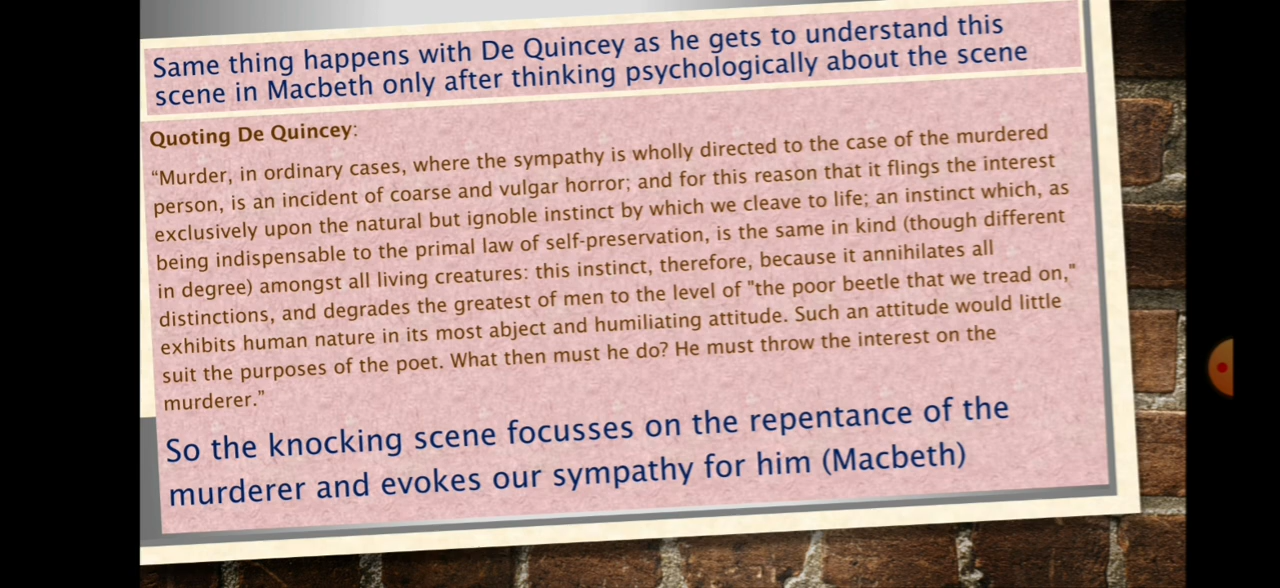 Same thing happens with De Quincey as he gets to understand this
scene in Macbeth only after thinking psychologically about the scene
Quoting De Quincey:
“Murder, in ordinary cases, where the sympathy is wholly directed to the case of the murdered
person, is an incident of coarse and vulgar horror; and for this reason that it flings the interest
exclusively upon the natural but ignoble instinct by which we cleave to life; an instinct which, as
being indispensable to the primal law of self-preservation, is the same in kind (though different
in degree) amongst all living creatures: this instinct, therefore, because it annihilates all
distinctions, and degrades the greatest of men to the level of "the poor beetle that we tread on,"
exhibits human nature in its most abject and humiliating attitude. Such an attitude would little
suit the purposes of the poet. What then must he do? He must throw the interest on the
murderer.”
So the knocking scene focusses on the repentance of the
murderer and evokes our sympathy for him (Macbeth)